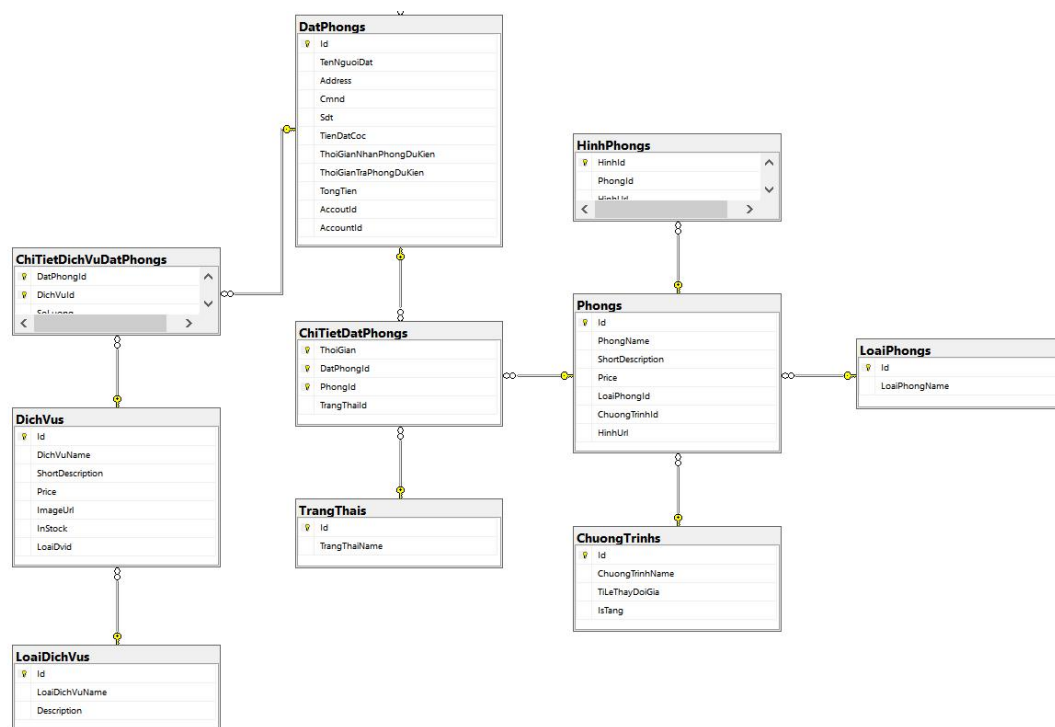 DatPhongs
Id
TenNguoiDat
Address
Cmnd
Sdt
TienDatCoc
ThoiGianNhanPhongDuKien
ThoiGianTraPhongDuKien
TongTien
AccoutId
AccountId
HinhPhongs
HinhId
PhongId
HinhUrl
ChiTietDichVuDatPhongs
DatPhongId
DichVuId
SoLuong
ChiTietDatPhongs
ThoiGian
DatPhongId
PhongId
TrangThaiId
Phongs
Id
PhongName
ShortDescription
Price
LoaiPhongId
ChuongTrinhId
HinhUrl
LoaiPhongs
Id
LoaiPhongName
DichVus
Id
DichVuName
ShortDescription
Price
ImageUrl
InStock
LoaiDvid
TrangThais
Id
TrangThaiName
ChuongTrinhs
Id
ChuongTrinhName
TiLeThayDoiGia
IsTang
LoaiDichVus
Id
LoaiDichVuName
Description